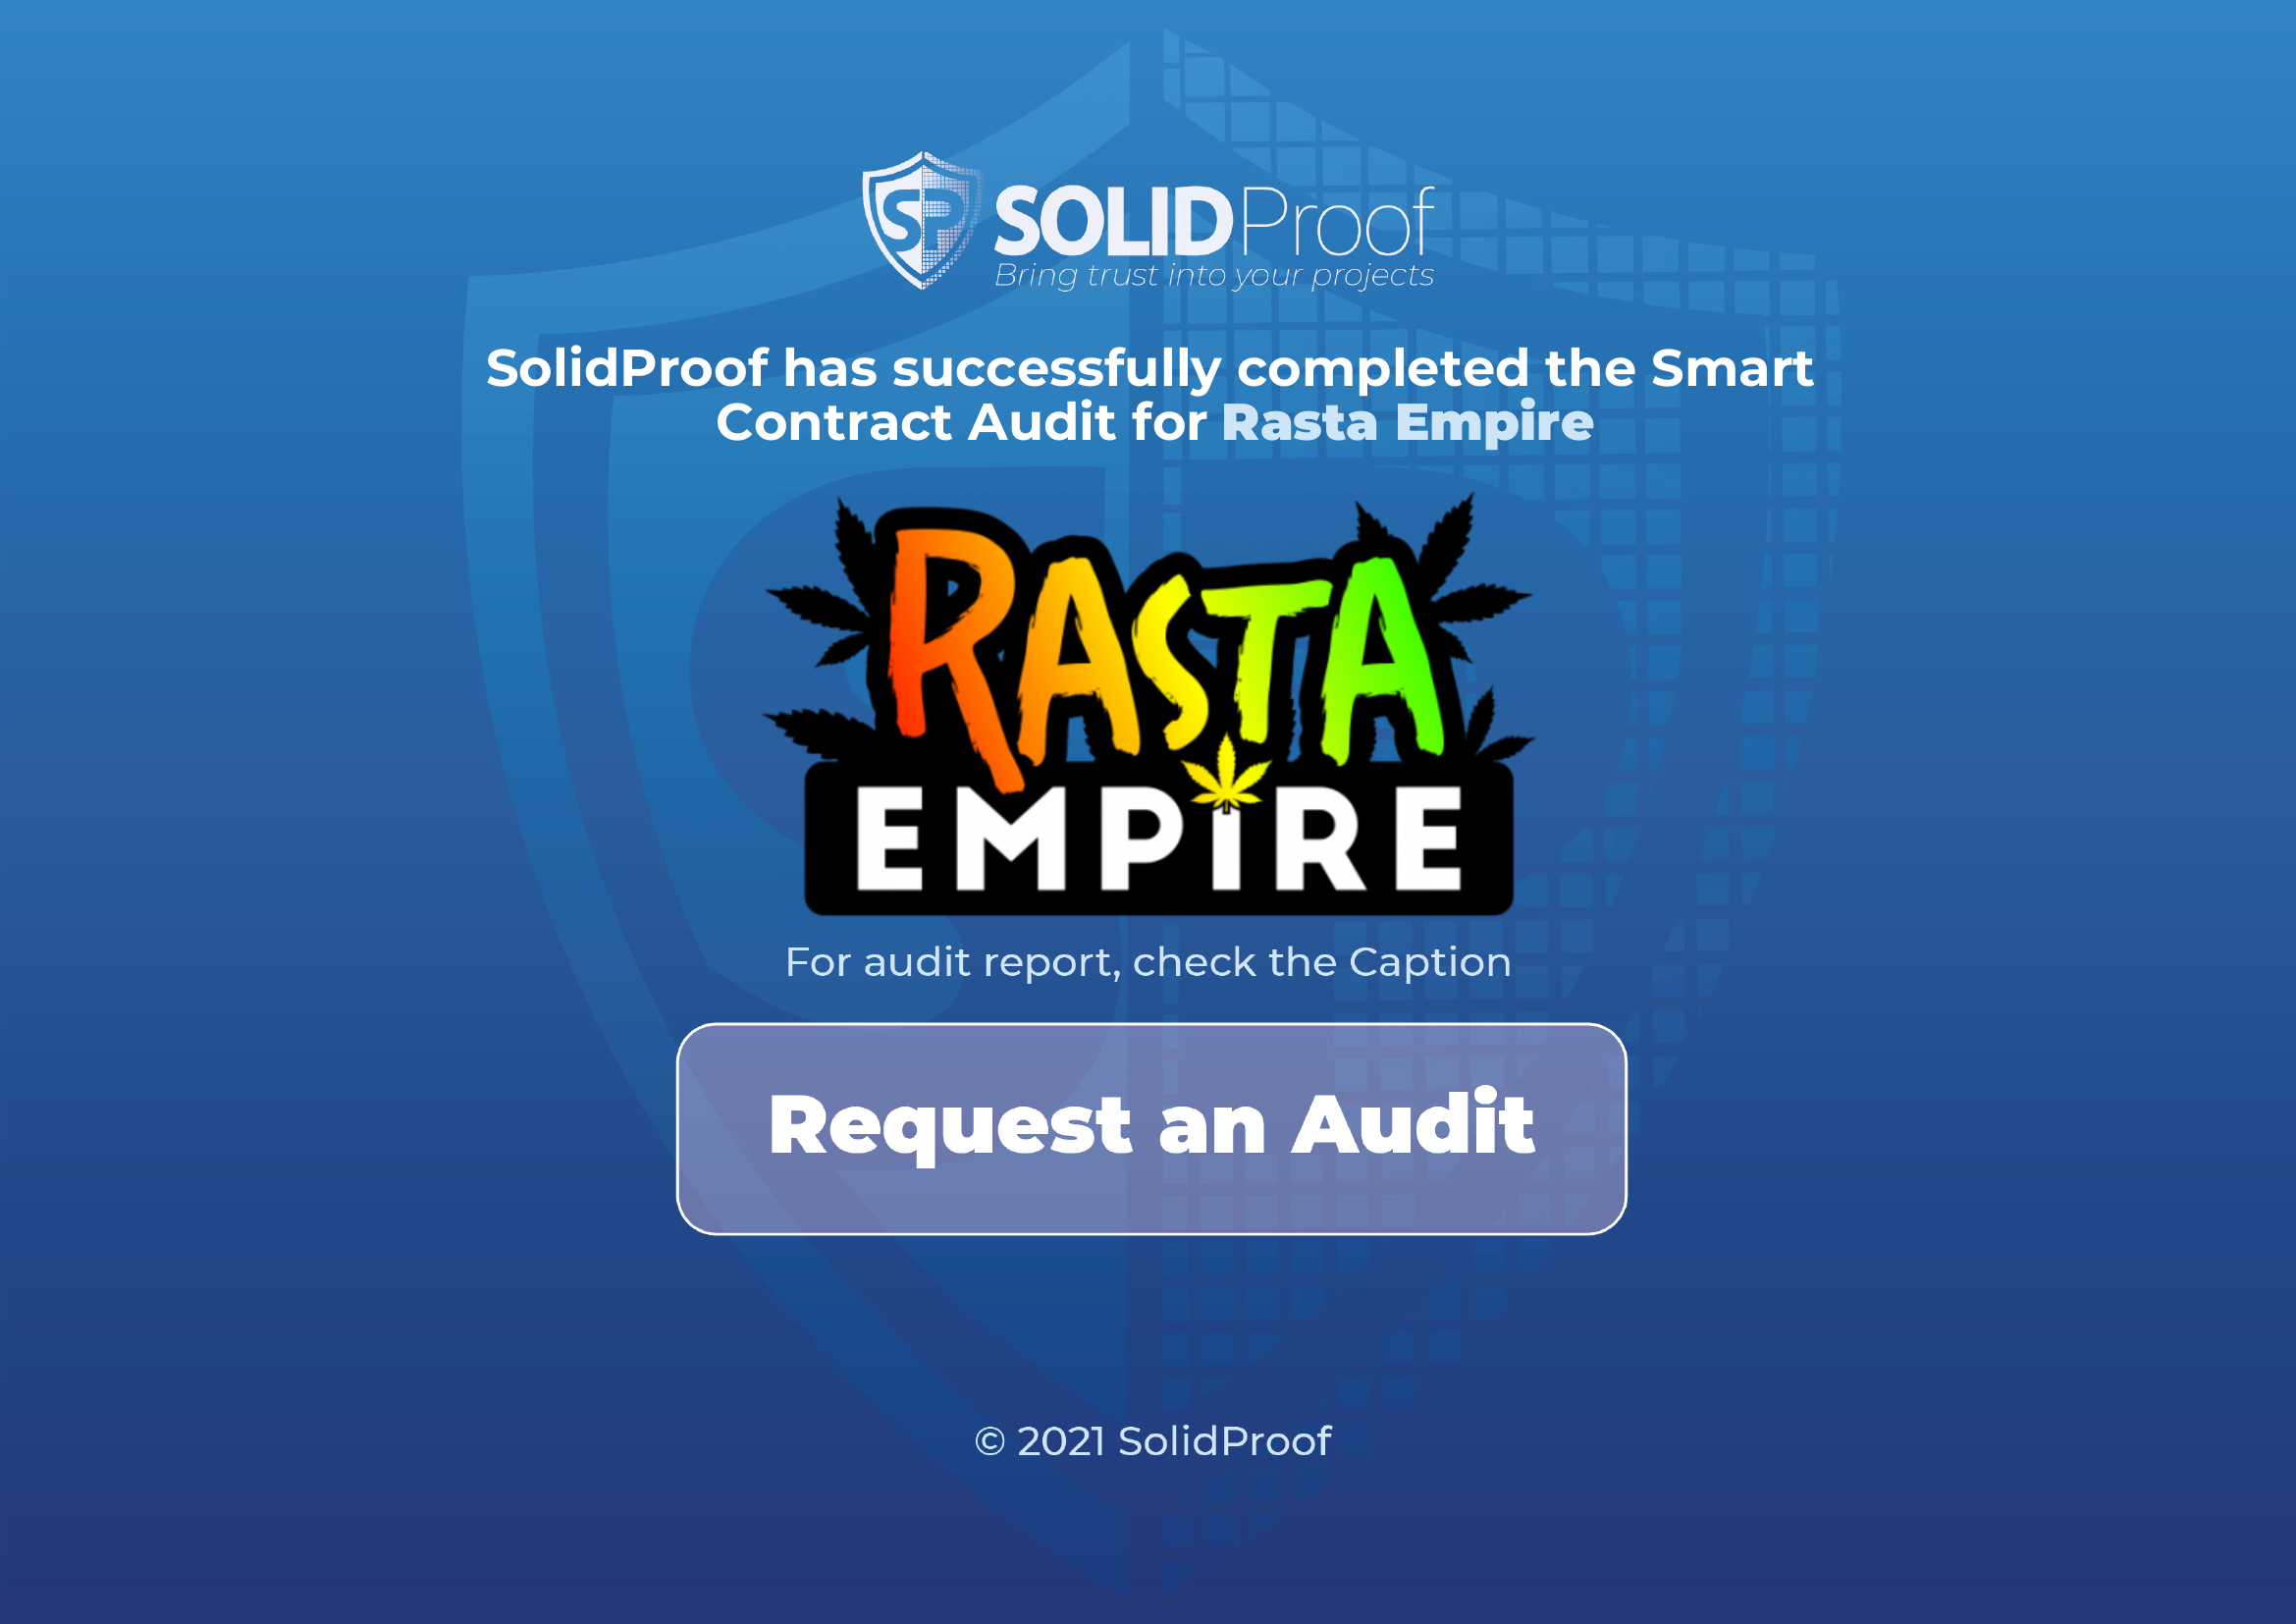 SP SOLIDProof
Bring trust into your projects
SolidProof has successfully completed the Smart
Contract Audit for Rasta Empire
RASTA
EMPiRE
For audit report, check the Caption
Request an Audit
© 2021 SolidProof